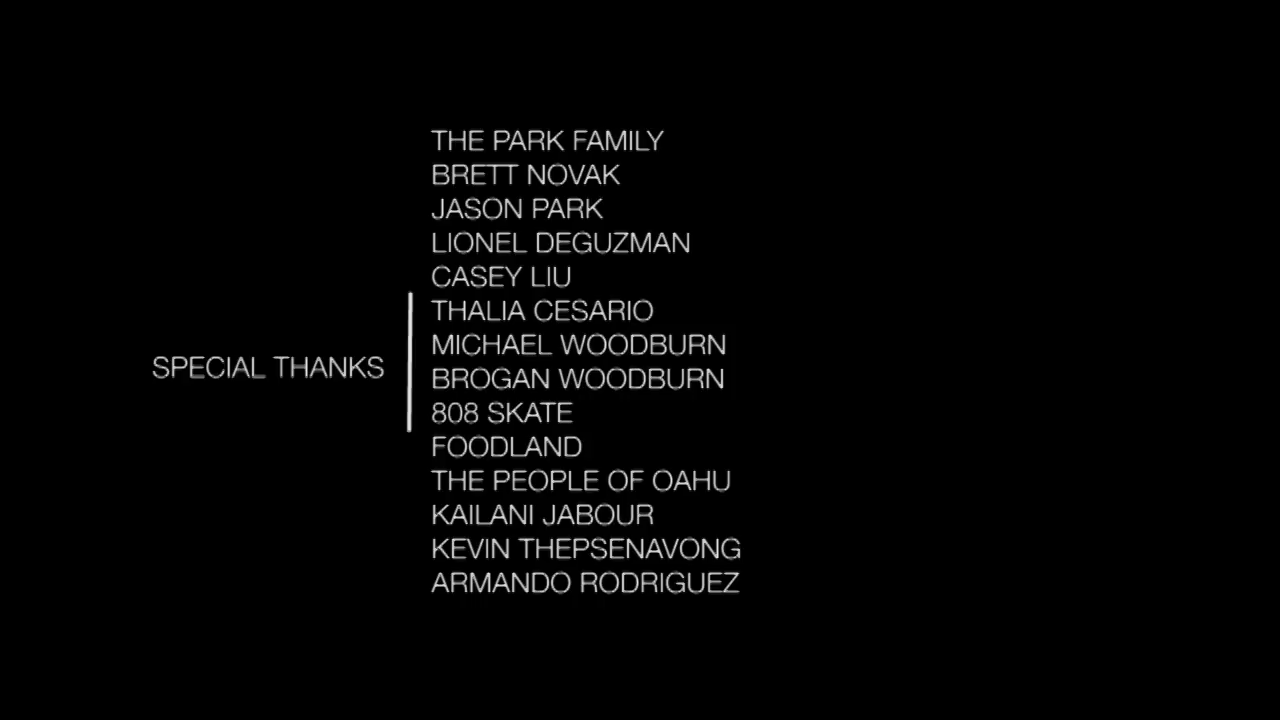 THE PARK FAMILY
BRETT NOVAK
JASON PARK
LIONEL DEGUZMAN
CASEY LIU
THALIA CESARIO
MICHAEL WOODBURN
SPECIAL THANKS
BROGAN WOODBURN
808 SKATE
FOODLAND
THE PEOPLE OF OAHU
KAILANI JABOUR
KEVIN THEPSENAVONG
ARMANDO RODRIGUEZ